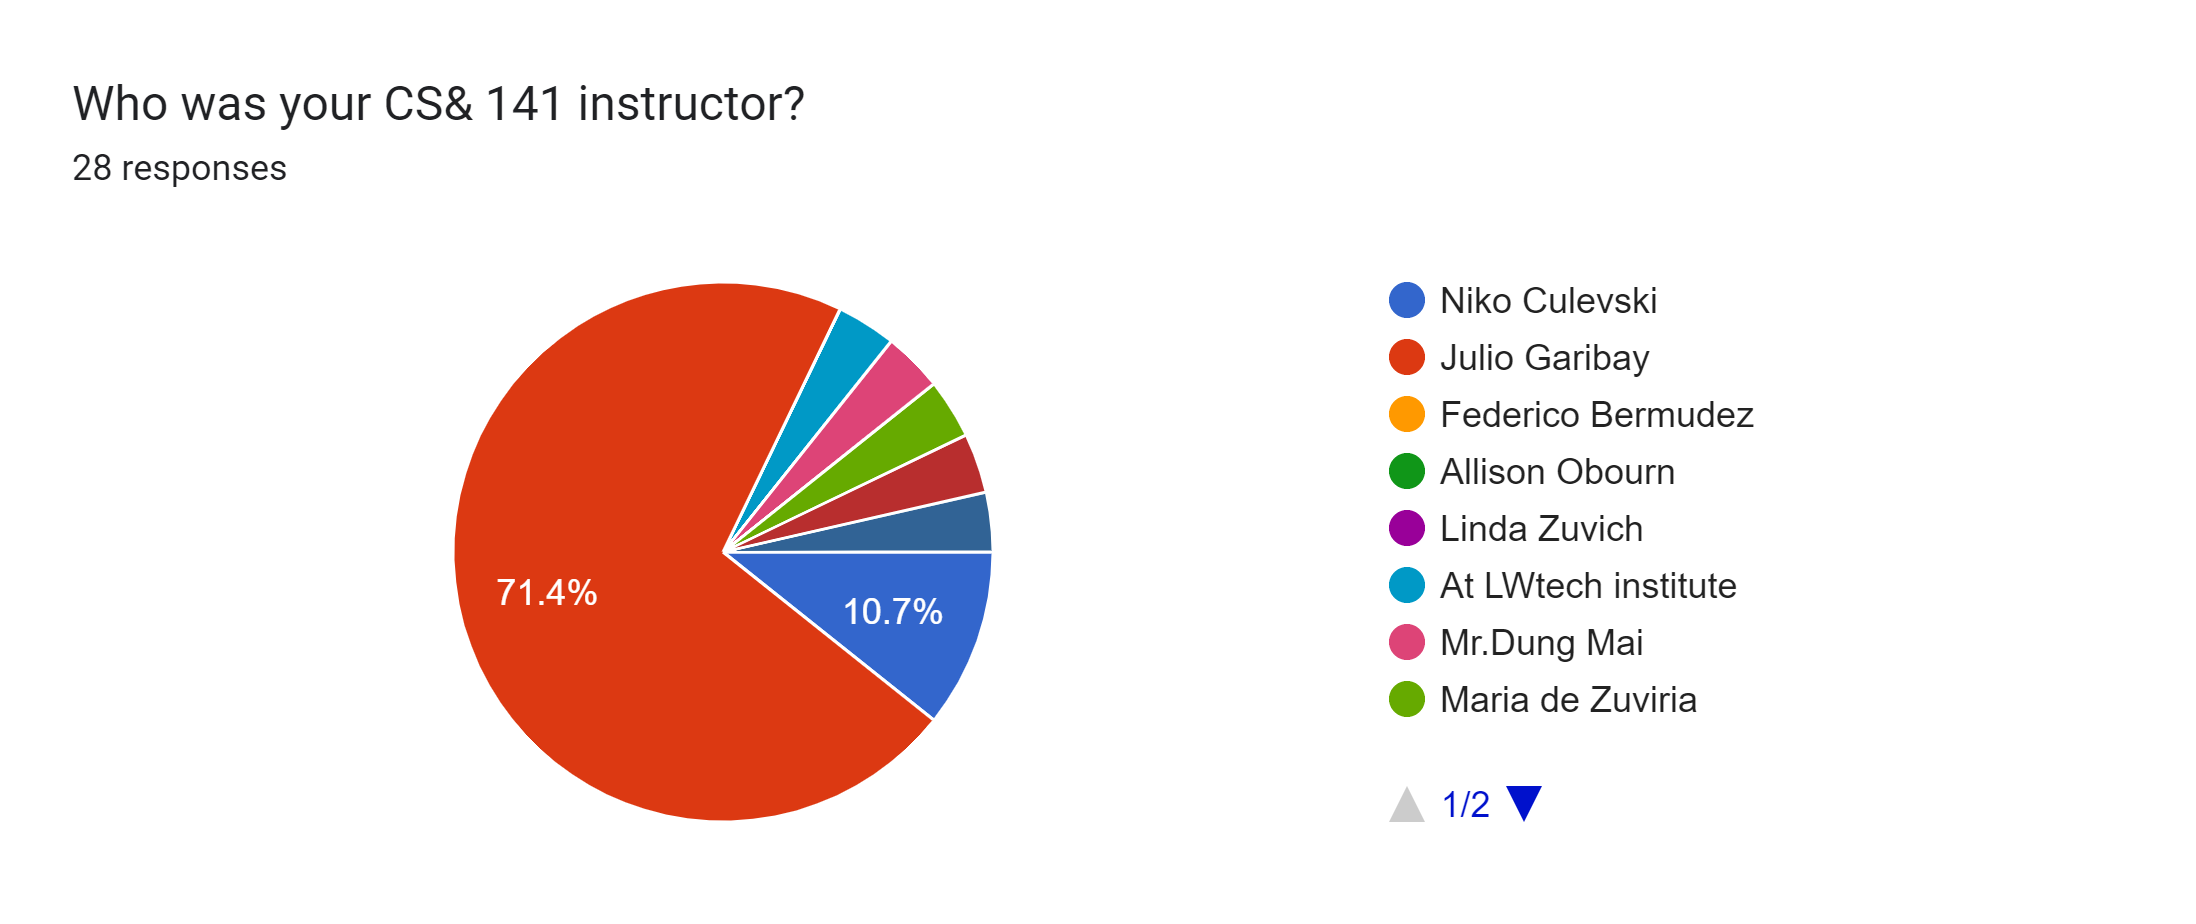 Who was your CS& 141 instructor?
28 responses
71.4%
10.7%
Niko Culevski
Julio Garibay
Federico Bermudez
Allison Obourn
Linda Zuvich
At LWtech institute
Mr.Dung Mai
Maria de Zuviria
1/2